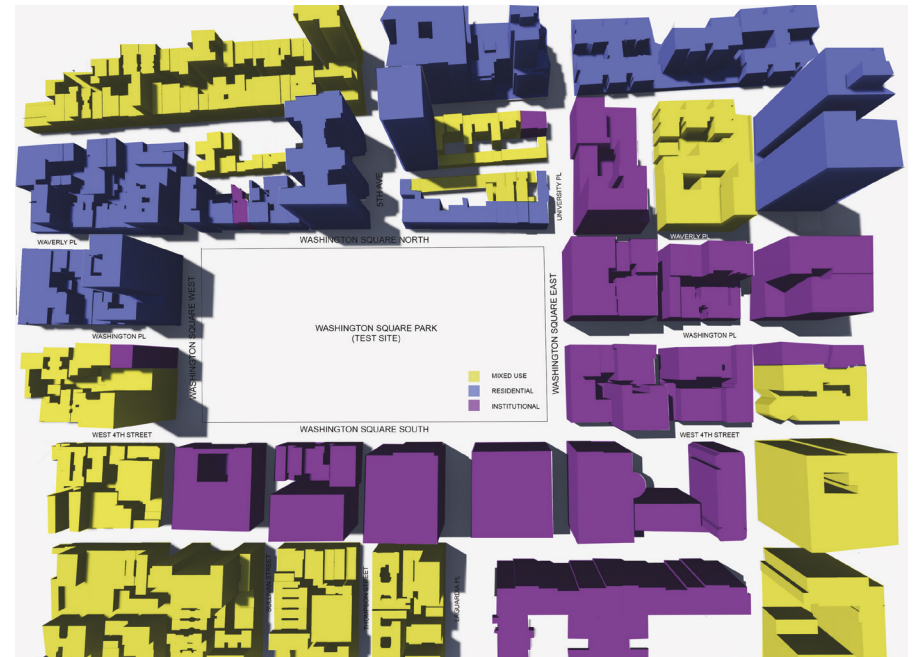 5TH AVE
UNIVERSITY PL
WAVERLY PL
WASHINGTON SQUARE NORTH
WAVERLY PL
WASHINGTON SQUARE WEST
WASHINGTON SQUARE PARK
(TEST SITE)
WASHINGTON SQUARE EAST
WASHINGTON PL
WASHINGTON PL
MIXED USE
RESIDENTIAL
INSTITUTIONAL
WEST 4TH STREET
WASHINGTON SQUARE SOUTH
WEST 4TH STREET
STREET
STREET
PL